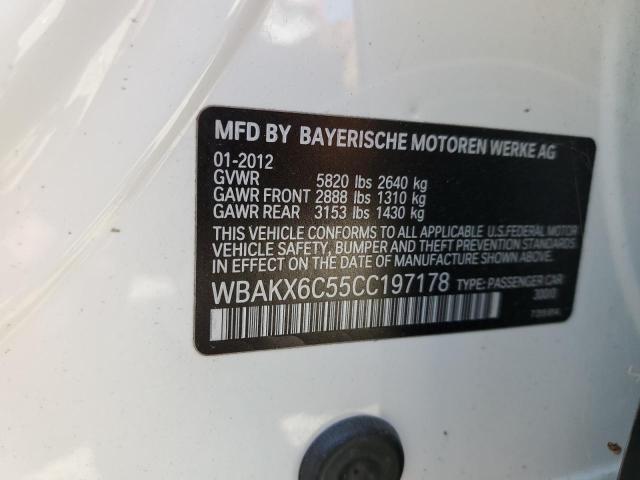 MFD BY BAYERISCHE MOTOREN WERKE AG
01-2012
GVWR 5820 lbs 2640 kg
GAWR FRONT 2888 lbs 1310 kg
GAWR REAR 3153 lbs 1430 kg
THIS VEHICLE CONFORMS TO ALL APPLICABLE U.S.FEDERAL MOTOR
VEHICLE SAFETY, BUMPER AND THEFT PREVENTION STANDARDS
IN EFFECT ON THE DATE OF MANUFACTURE SHOWN ABOVE.
WBAKX6C55CC197178 TYPE: PASSENGER CAR